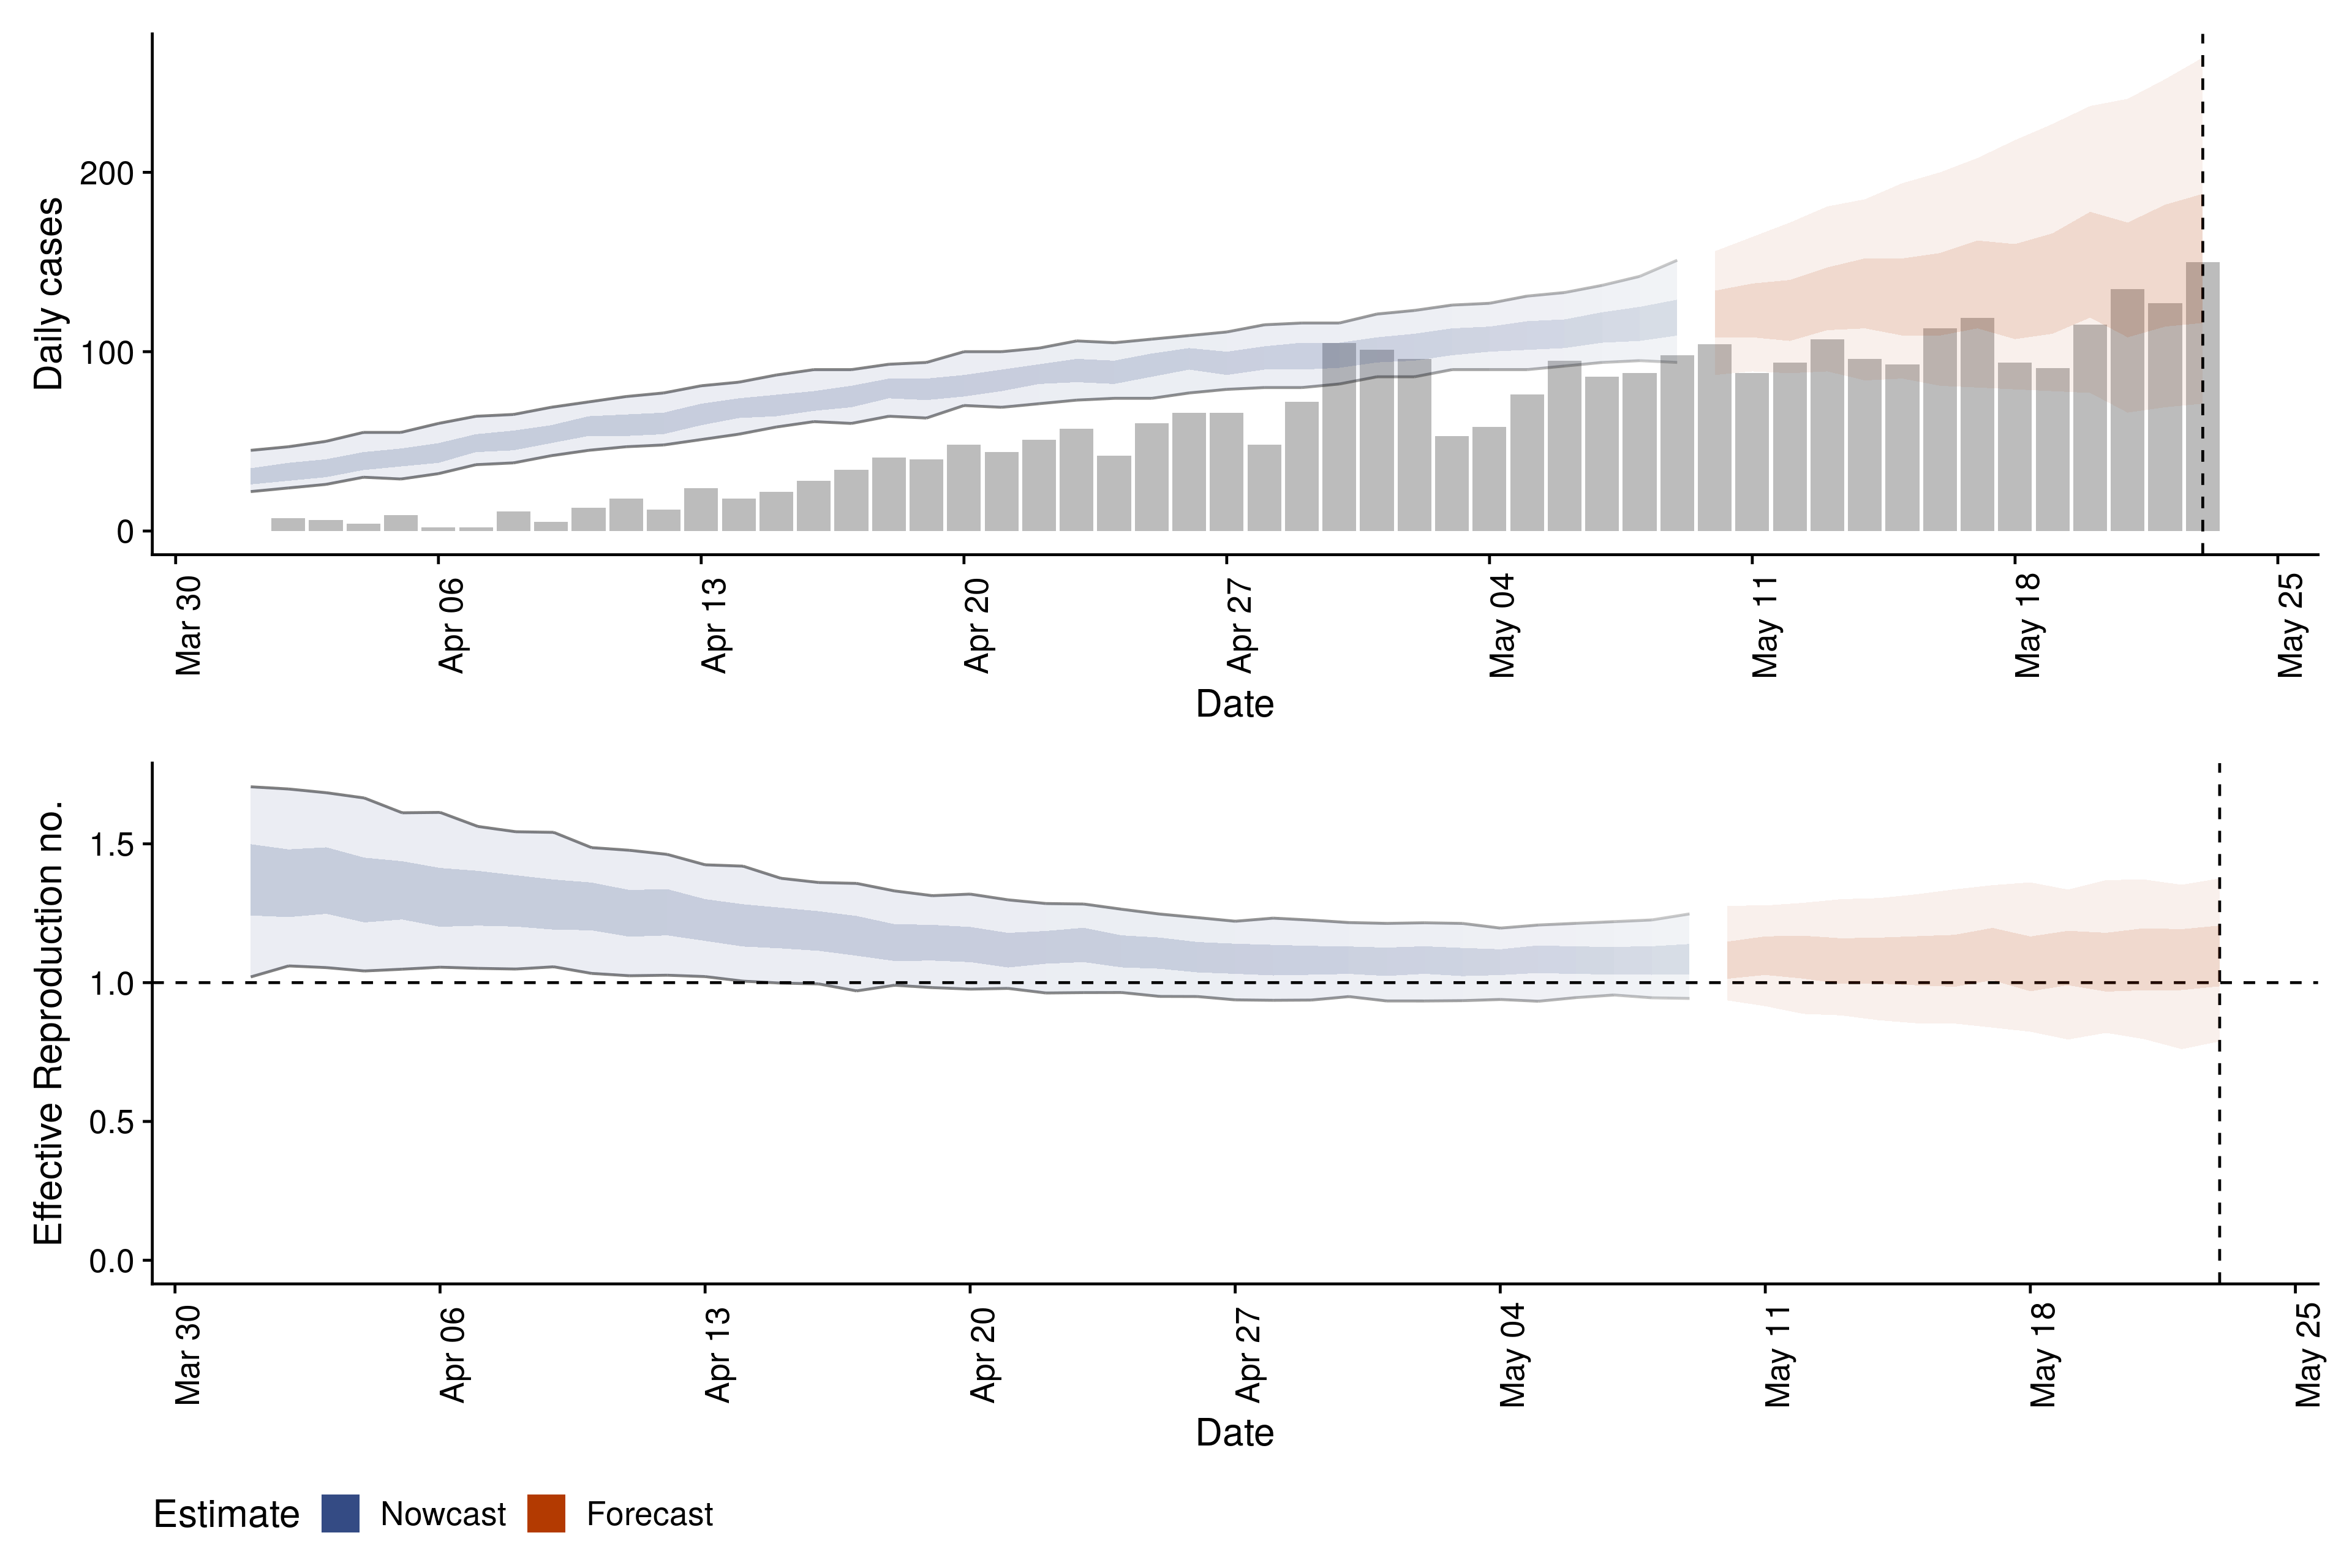 Daily cases
200
100
0
Mar 30 Apr 06 Apr 13 Apr 20 Apr 27 May 04 May 11 May 18 May 25
Date
Effective Reproduction no.
1.5
1.0
0.5
0.0
Mar 30 Apr 06 Apr 13 Apr 20 Apr 27 May 04 May 11 May 18 May 25
Date
Estimate Nowcast Forecast